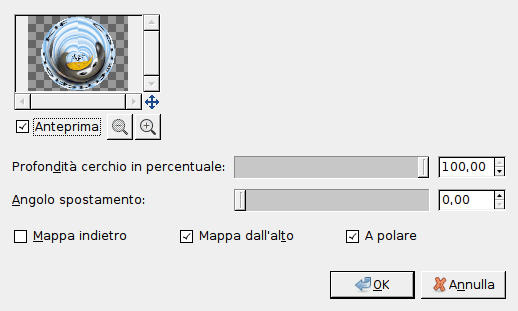 Anteprima
Profondità cerchio in percentuale: 100,00
Angolo spostamento: 0,00
Mappa indietro Mappa dall'alto A polare
OK Annulla